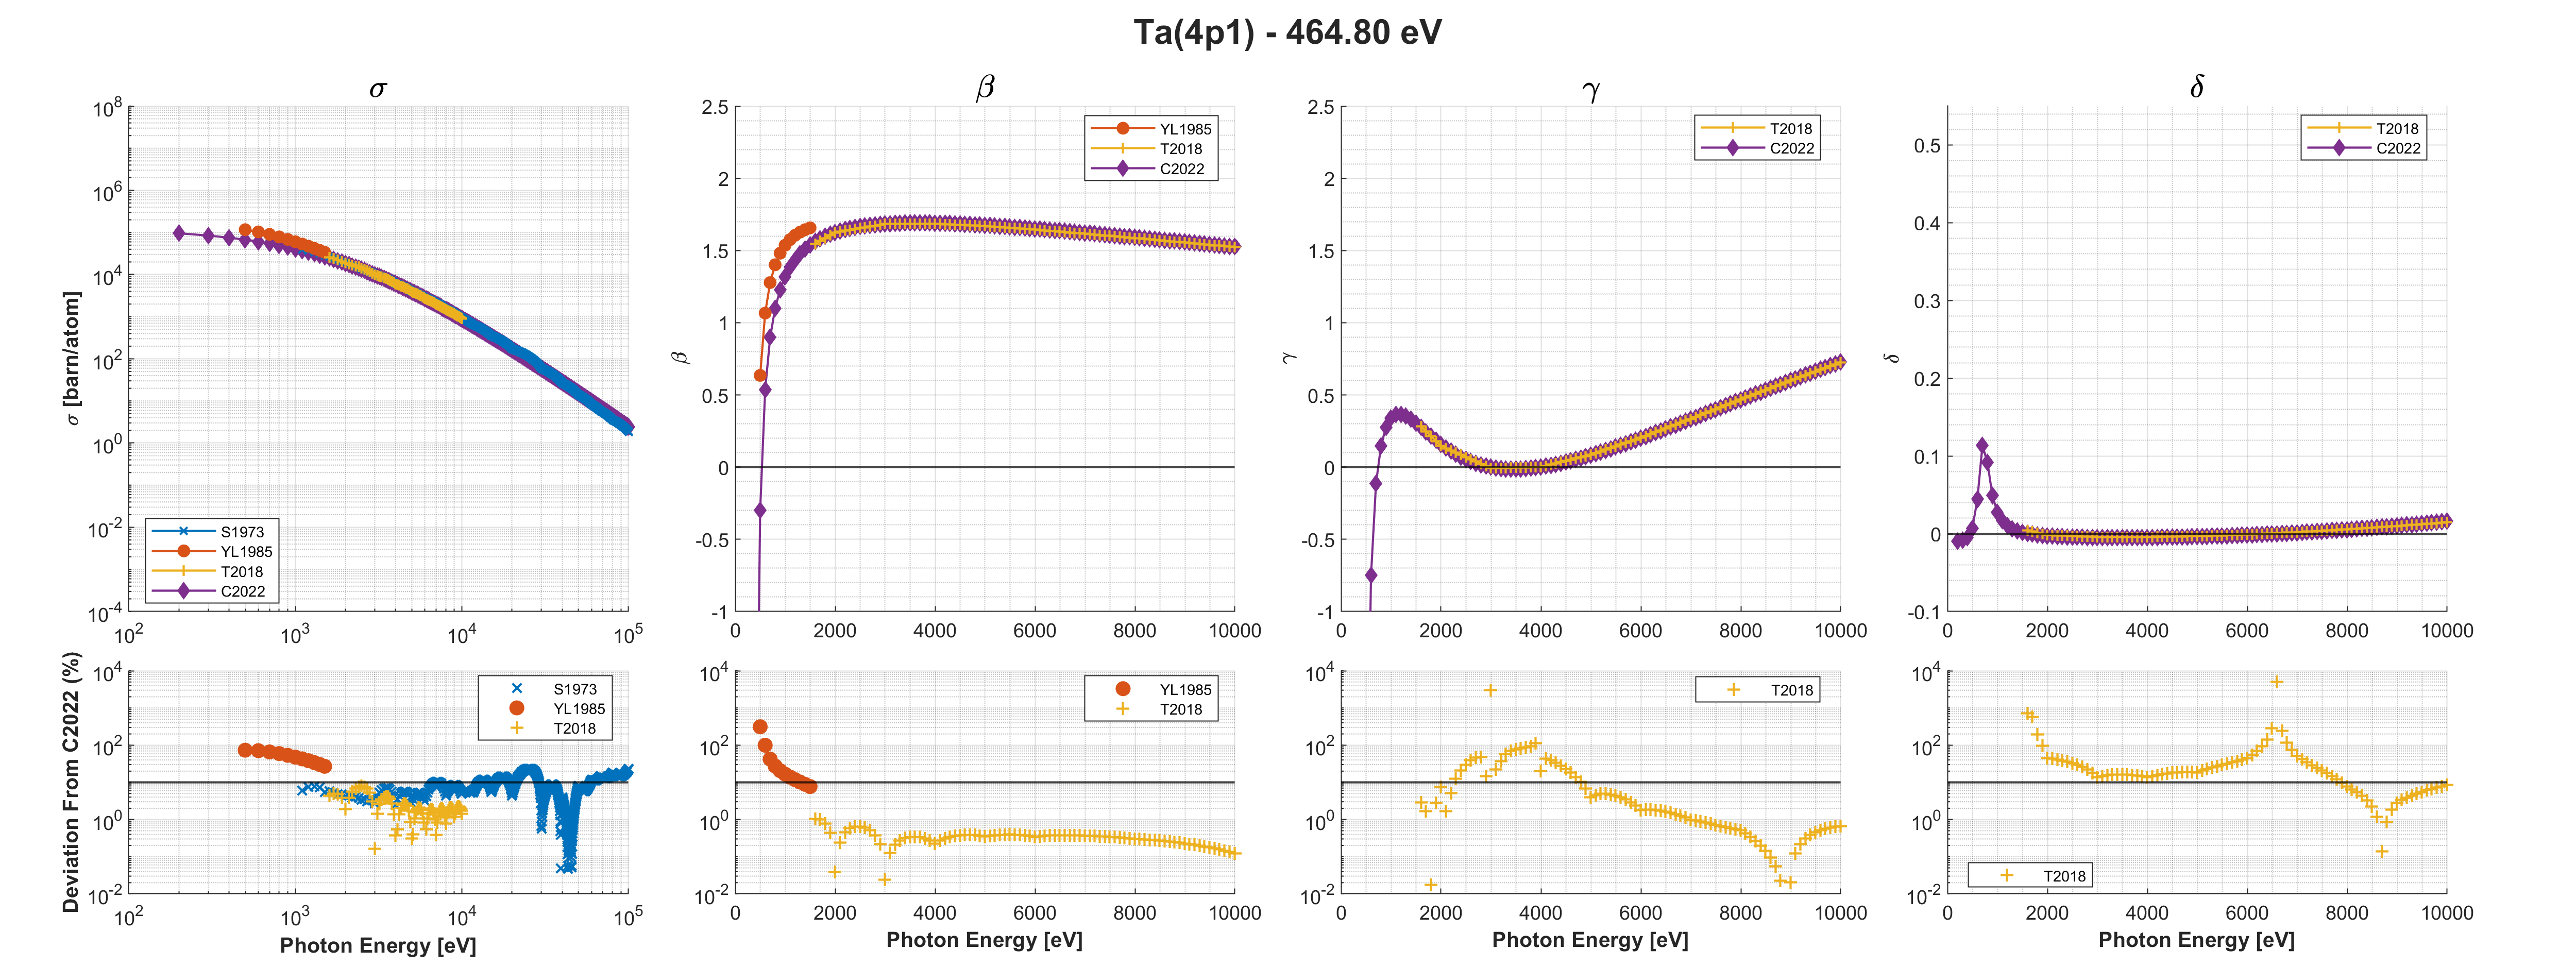 Ta(4p1) - 464.80 eV
σ
β
γ
δ
10^8
10^6
10^4
10^2
10^0
10^-2
10^-4
σ [barn/atom]
S1973
YL1985
T2018
C2022
10^2
10^3
10^4
10^5
2.5
2
1.5
1
0.5
0
-0.5
-1
β
YL1985
T2018
C2022
0
2000
4000
6000
8000
10000
2.5
2
1.5
1
0.5
0
-0.5
-1
γ
T2018
C2022
0
2000
4000
6000
8000
10000
0.5
0.4
0.3
0.2
0.1
0
-0.1
δ
T2018
C2022
0
2000
4000
6000
8000
10000
Deviation From C2022 (%)
10^4
10^2
10^0
10^-2
S1973
YL1985
T2018
10^2
10^3
10^4
10^5
Photon Energy [eV]
10^4
10^2
10^0
10^-2
YL1985
T2018
0
2000
4000
6000
8000
10000
Photon Energy [eV]
10^4
10^2
10^0
10^-2
T2018
0
2000
4000
6000
8000
10000
Photon Energy [eV]
10^4
10^2
10^0
10^-2
T2018
0
2000
4000
6000
8000
10000
Photon Energy [eV]